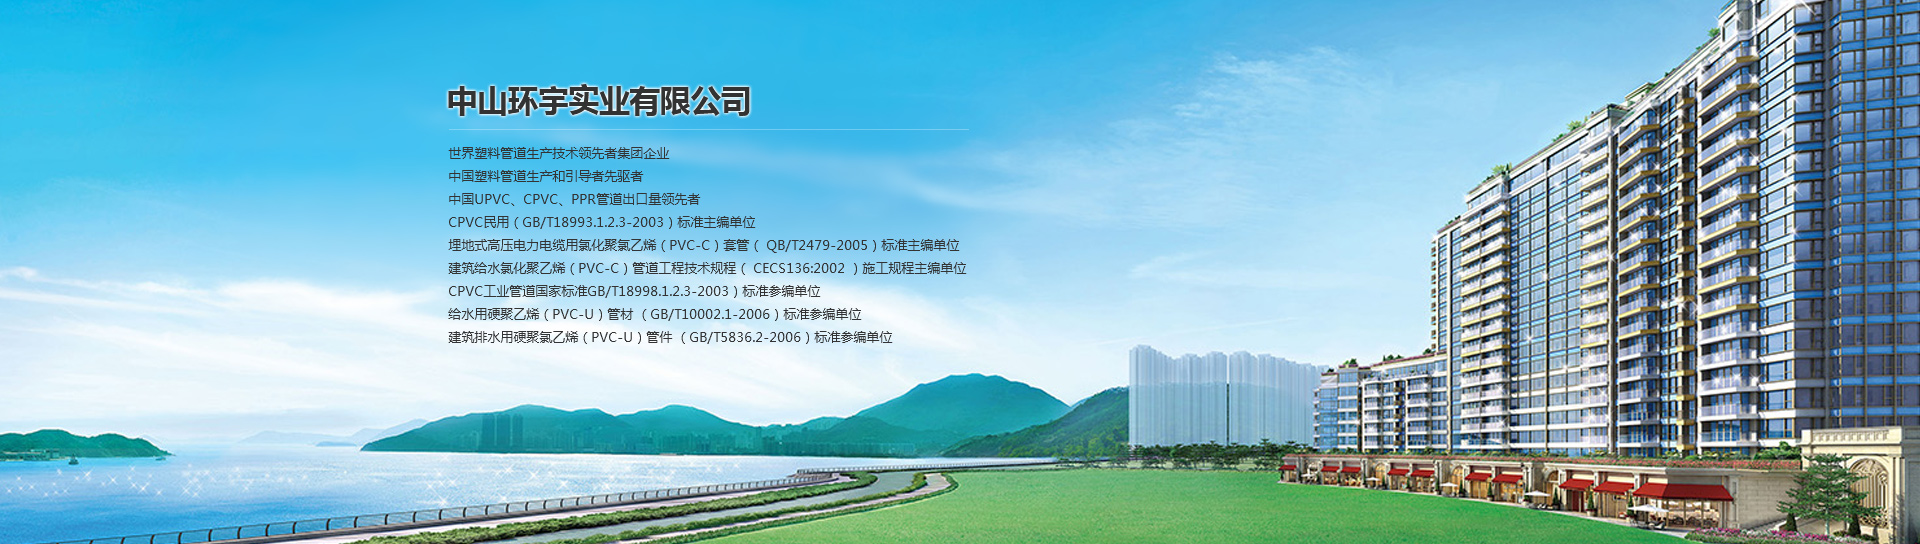 中山环宇实业有限公司
世界塑料管道生产技术领先者集团企业
中国塑料管道生产和引导者先驱者
中国UPVC、CPVC、PPR管道出口量领先者
CPVC民用（GB/T18993.1.2.3-2003）标准主编单位
埋地式高压电力电缆用氯化聚氯乙烯（PVC-C）套管（ QB/T2479-2005）标准主编单位
建筑给水氯化聚乙烯（PVC-C）管道工程技术规程（ CECS136:2002 ）施工规程主编单位
CPVC工业管道国家标准GB/T18998.1.2.3-2003）标准参编单位
给水用硬聚乙烯（PVC-U）管材 （GB/T10002.1-2006）标准参编单位
建筑排水用硬聚氯乙烯（PVC-U）管件 （GB/T5836.2-2006）标准参编单位